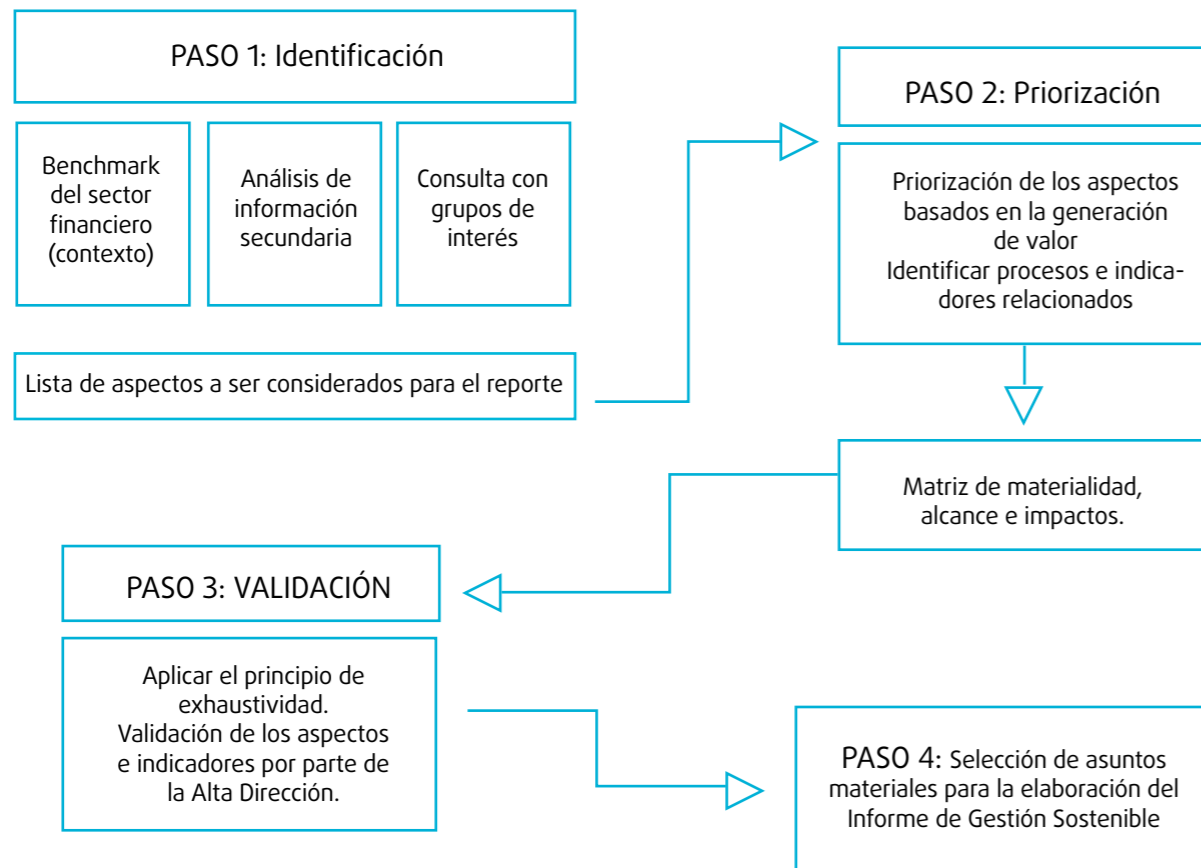 PASO 1: Identificación
Benchmark
del sector
financiero
(contexto)
Análisis de
información
secundaria
Consulta con
grupos de
interés
Lista de aspectos a ser considerados para el reporte
PASO 2: Priorización
Priorización de los aspectos
basados en la generación
de valor
Identificar procesos e indica-
dores relacionados
Matriz de materialidad,
alcance e impactos.
PASO 3: VALIDACIÓN
Aplicar el principio de
exhaustividad.
Validación de los aspectos
e indicadores por parte de
la Alta Dirección.
PASO 4: Selección de asuntos
materiales para la elaboración del
Informe de Gestión Sostenible